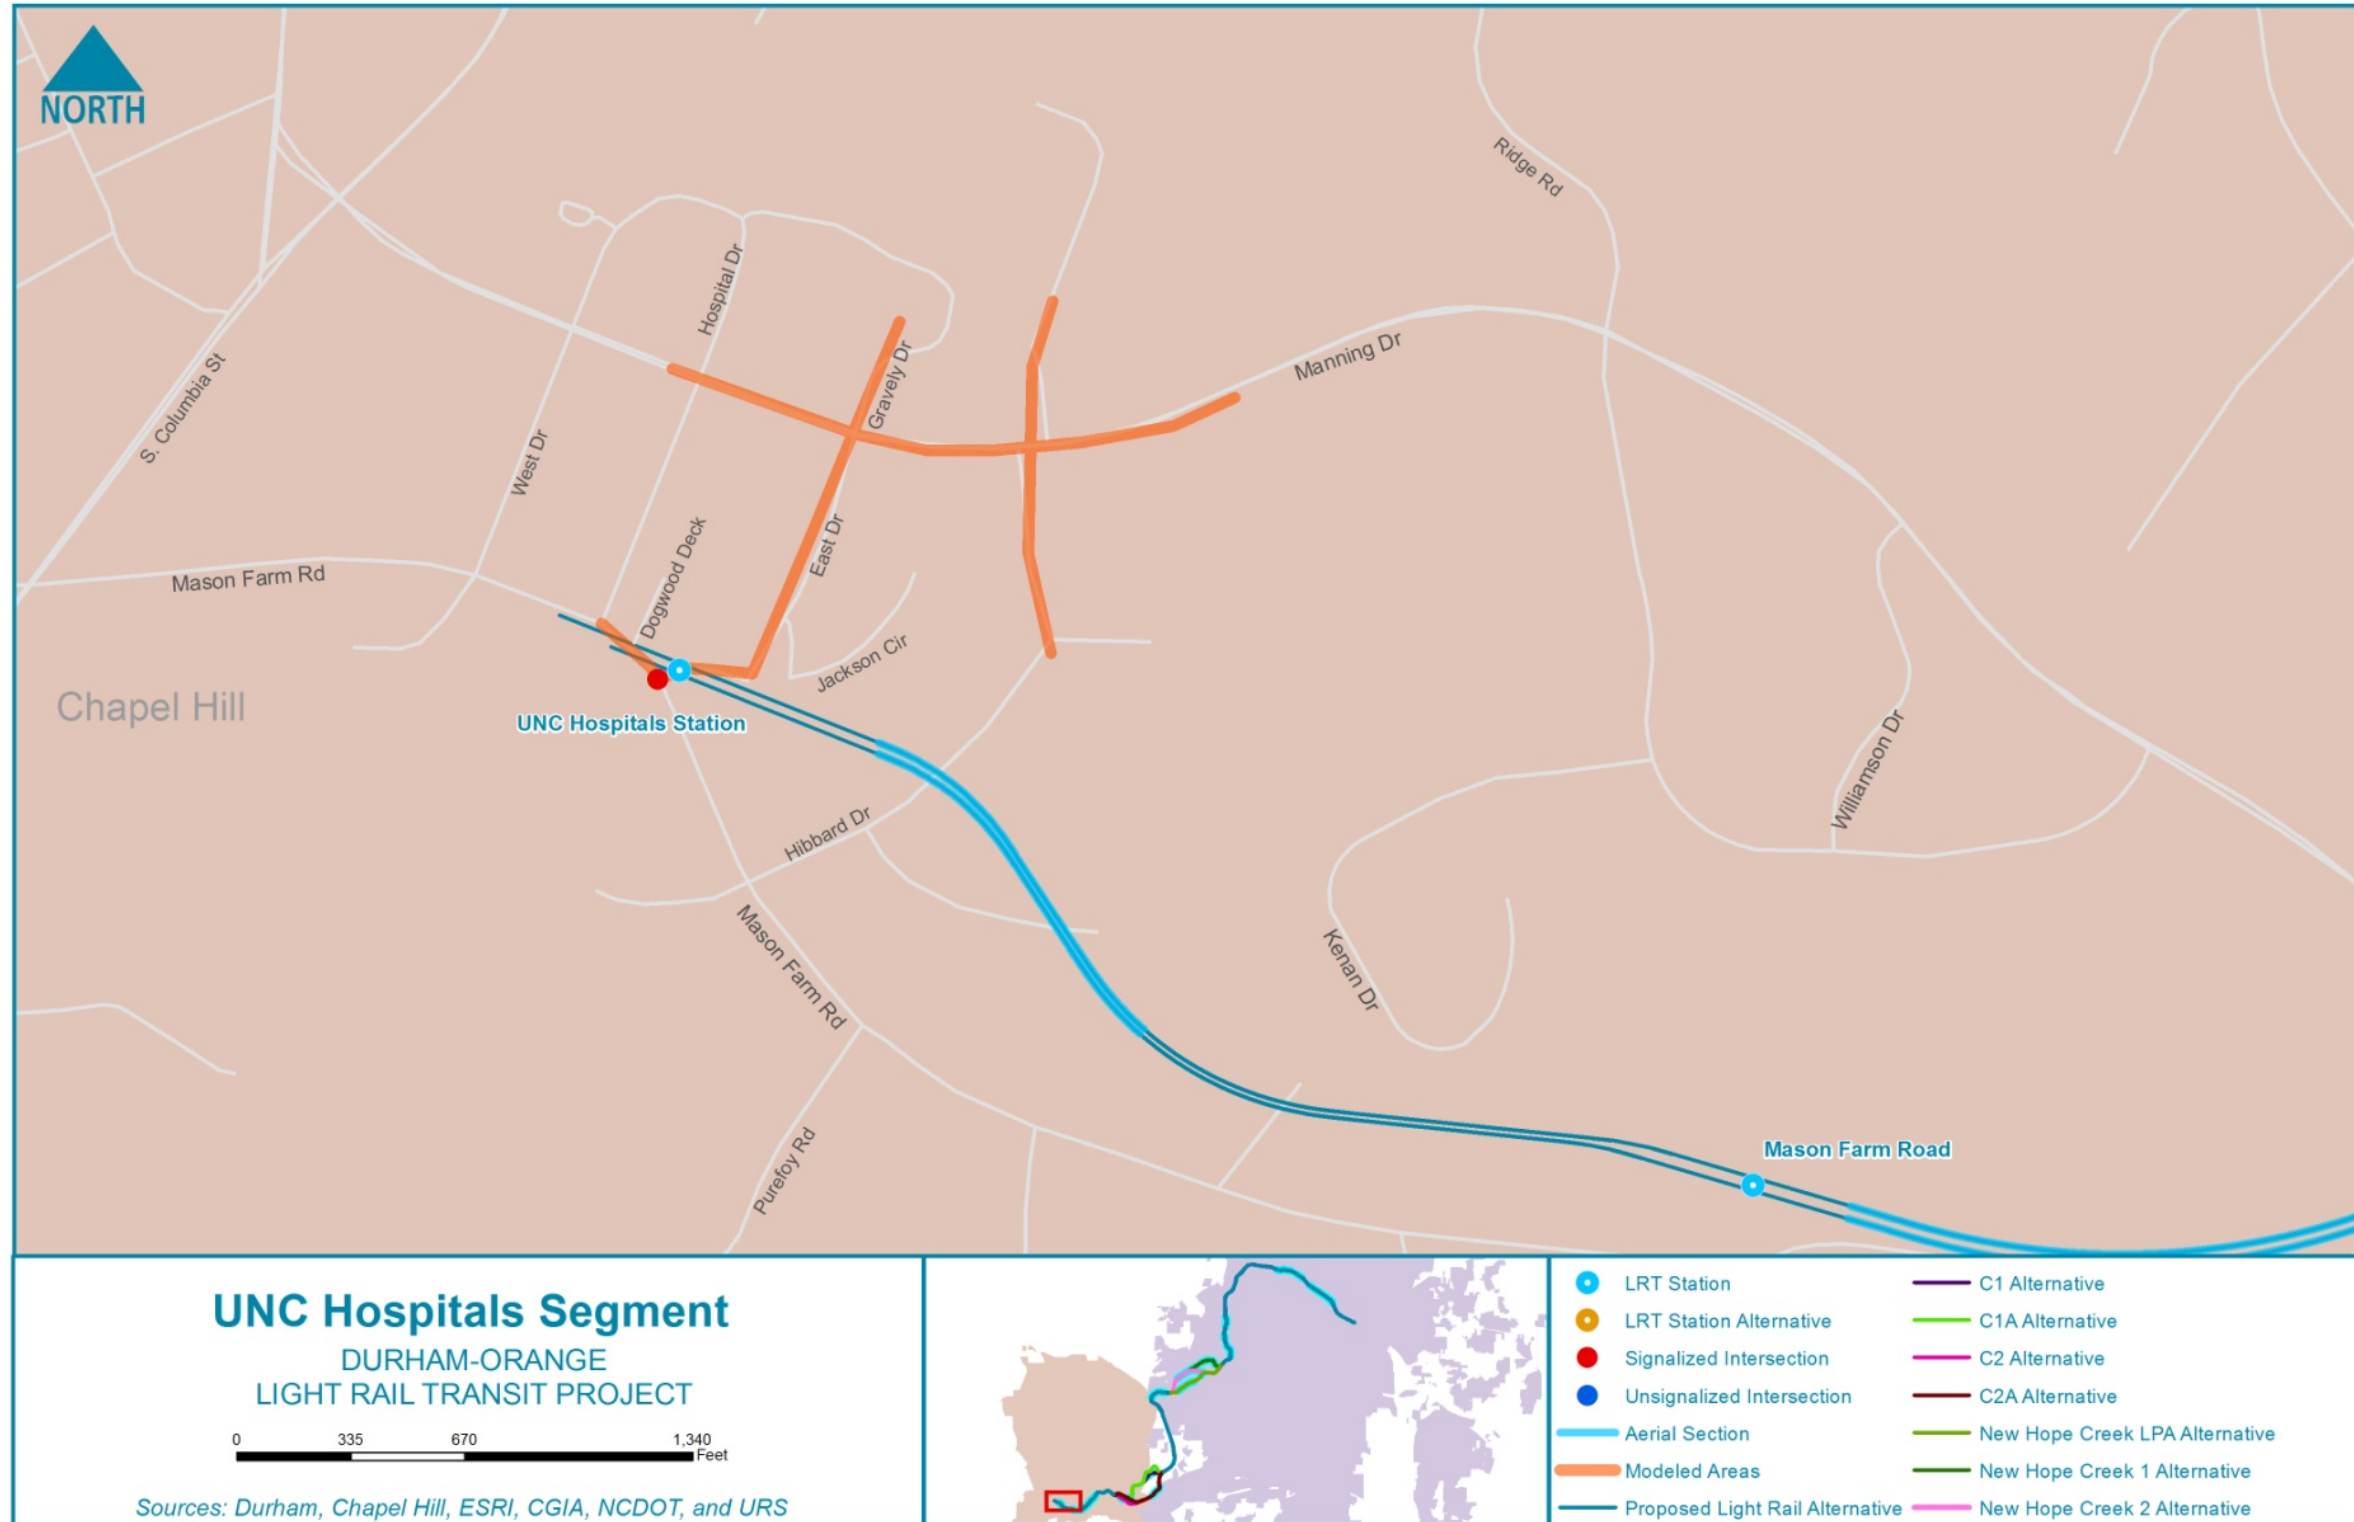 NORTH
Ridge Rd
Hospital Dr
Gravely Dr
Manning Dr
S. Columbia St
West Dr
East Dr
Dogwood Deck
Mason Farm Rd
Jackson Cir
Chapel Hill
UNC Hospitals Station
Williamson Dr
Hibbard Dr
Mason Farm Rd
Kenan Dr
Purefoy Rd
Mason Farm Road
UNC Hospitals Segment
DURHAM-ORANGE
LIGHT RAIL TRANSIT PROJECT
0 335 670 1,340
Feet
Sources: Durham, Chapel Hill, ESRI, CGIA, NCDOT, and URS
LRT Station
LRT Station Alternative
Signalized Intersection
Unsignalized Intersection
Aerial Section
Modeled Areas
Proposed Light Rail Alternative
C1 Alternative
C1A Alternative
C2 Alternative
C2A Alternative
New Hope Creek LPA Alternative
New Hope Creek 1 Alternative
New Hope Creek 2 Alternative